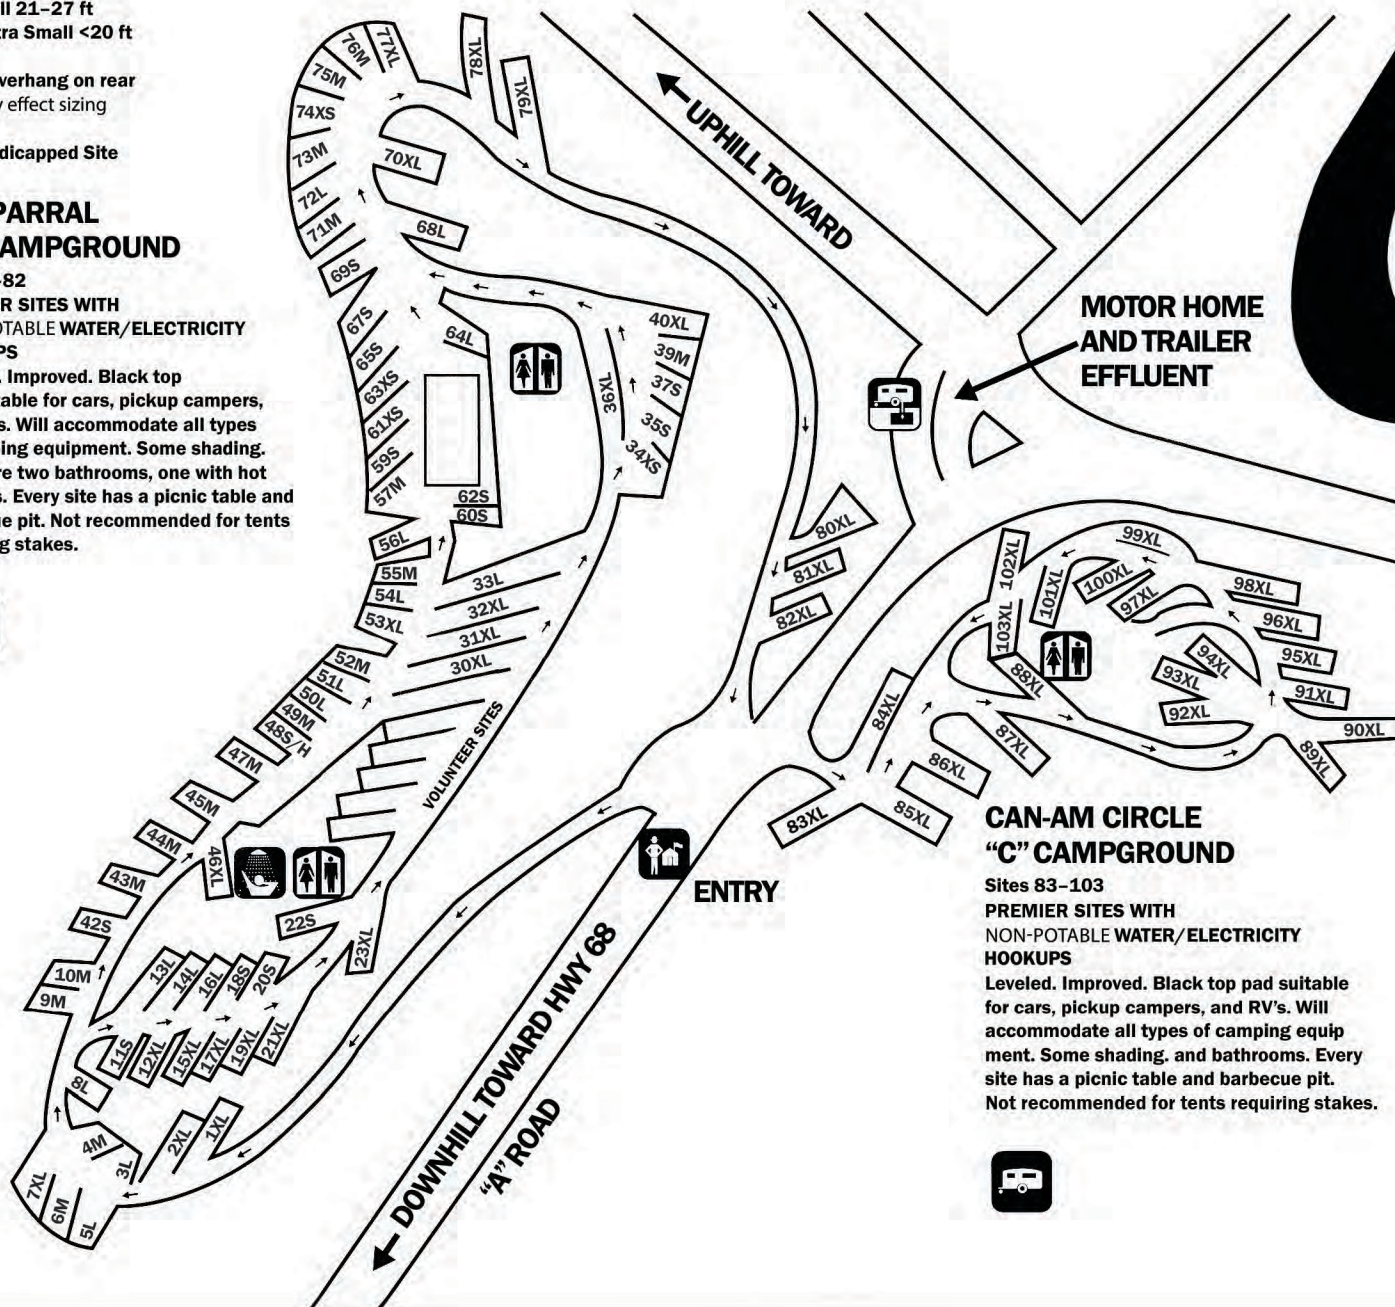 ll 21–27 ft
tra Small <20 ft
verhang on rear
y effect sizing
dicapped Site
PARRAL
AMPGROUND
-82
R SITES WITH
OTABLE WATER/ELECTRICITY
PS
. Improved. Black top
table for cars, pickup campers,
s. Will accommodate all types
ping equipment. Some shading.
re two bathrooms, one with hot
s. Every site has a picnic table and
ue pit. Not recommended for tents
g stakes.
77XL
76M
75M
74XS
73M
72L
71M
69S
67S
65S
63XS
61XS
59S
57M
56L
55M
54L
53XL
52M
51L
50L
49M
48S/H
47M
45M
44M
43M
42S
10M
9M
78XL
79XL
70XL
68L
64L
62S
60S
40XL
39M
37S
35S
34XS
36XL
33L
32XL
31XL
30XL
VOLUNTEER SITES
46XL
22S
23XL
13L
14L
16L
18S
20S
11S
12XL
15XL
17XL
19XL
21XL
8L
4M
3L
2XL
1XL
7XL
6M
5L
UPHILL TOWARD
MOTOR HOME
AND TRAILER
EFFLUENT
80XL
81XL
82XL
ENTRY
DOWNHILL TOWARD HWY 68
“A” ROAD
83XL
84XL
85XL
86XL
87XL
88XL
103XL
102XL
101XL
100XL
99XL
97XL
98XL
96XL
95XL
94XL
93XL
92XL
91XL
90XL
89XL
CAN-AM CIRCLE
“C” CAMPGROUND
Sites 83–103
PREMIER SITES WITH
NON-POTABLE WATER/ELECTRICITY
HOOKUPS
Leveled. Improved. Black top pad suitable
for cars, pickup campers, and RV’s. Will
accommodate all types of camping equip
ment. Some shading. and bathrooms. Every
site has a picnic table and barbecue pit.
Not recommended for tents requiring stakes.